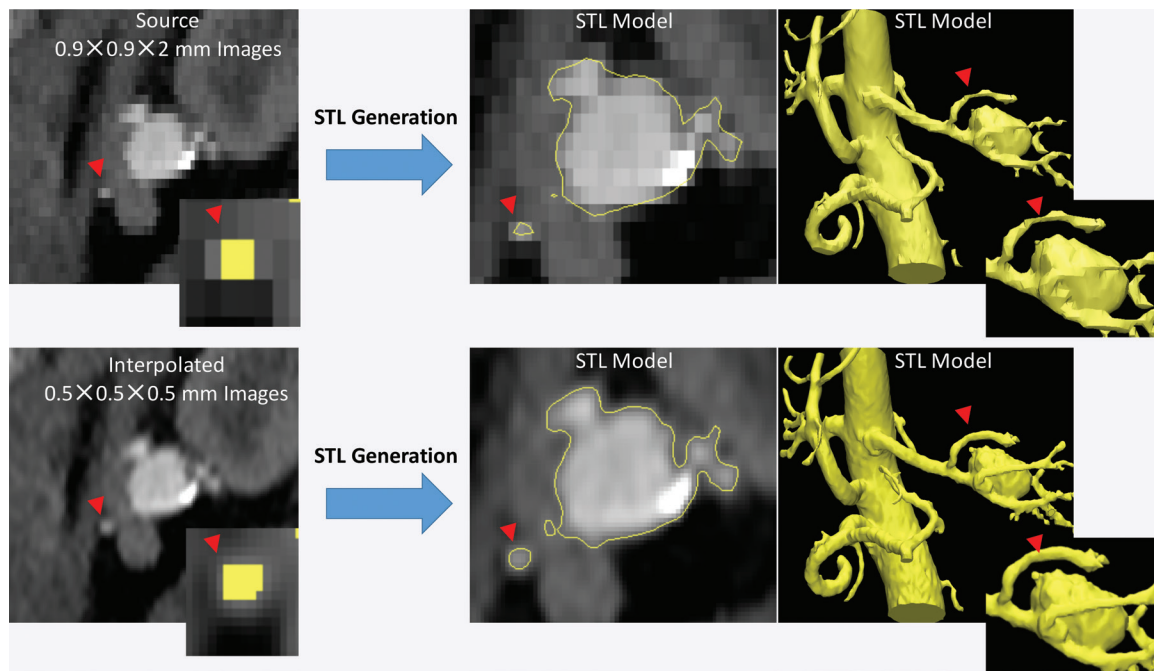 Source
0.9×0.9×2 mm Images
STL Generation
STL Model
STL Model
Interpolated
0.5×0.5×0.5 mm Images
STL Generation
STL Model
STL Model